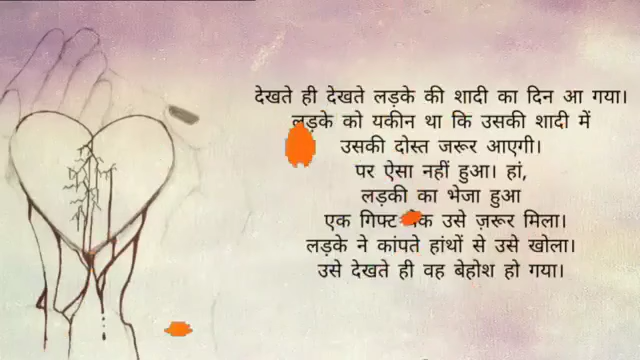 देखते ही देखते लड़के की शादी का दिन आ गया।
लड़के को यकीन था कि उसकी शादी में
उसकी दोस्त जरूर आएगी।
पर ऐसा नहीं हुआ। हां,
लड़की का भेजा हुआ
एक गिफ्ट उसे ज़रूर मिला।
लड़के ने कांपते हांथों से उसे खोला।
उसे देखते ही वह बेहोश हो गया।